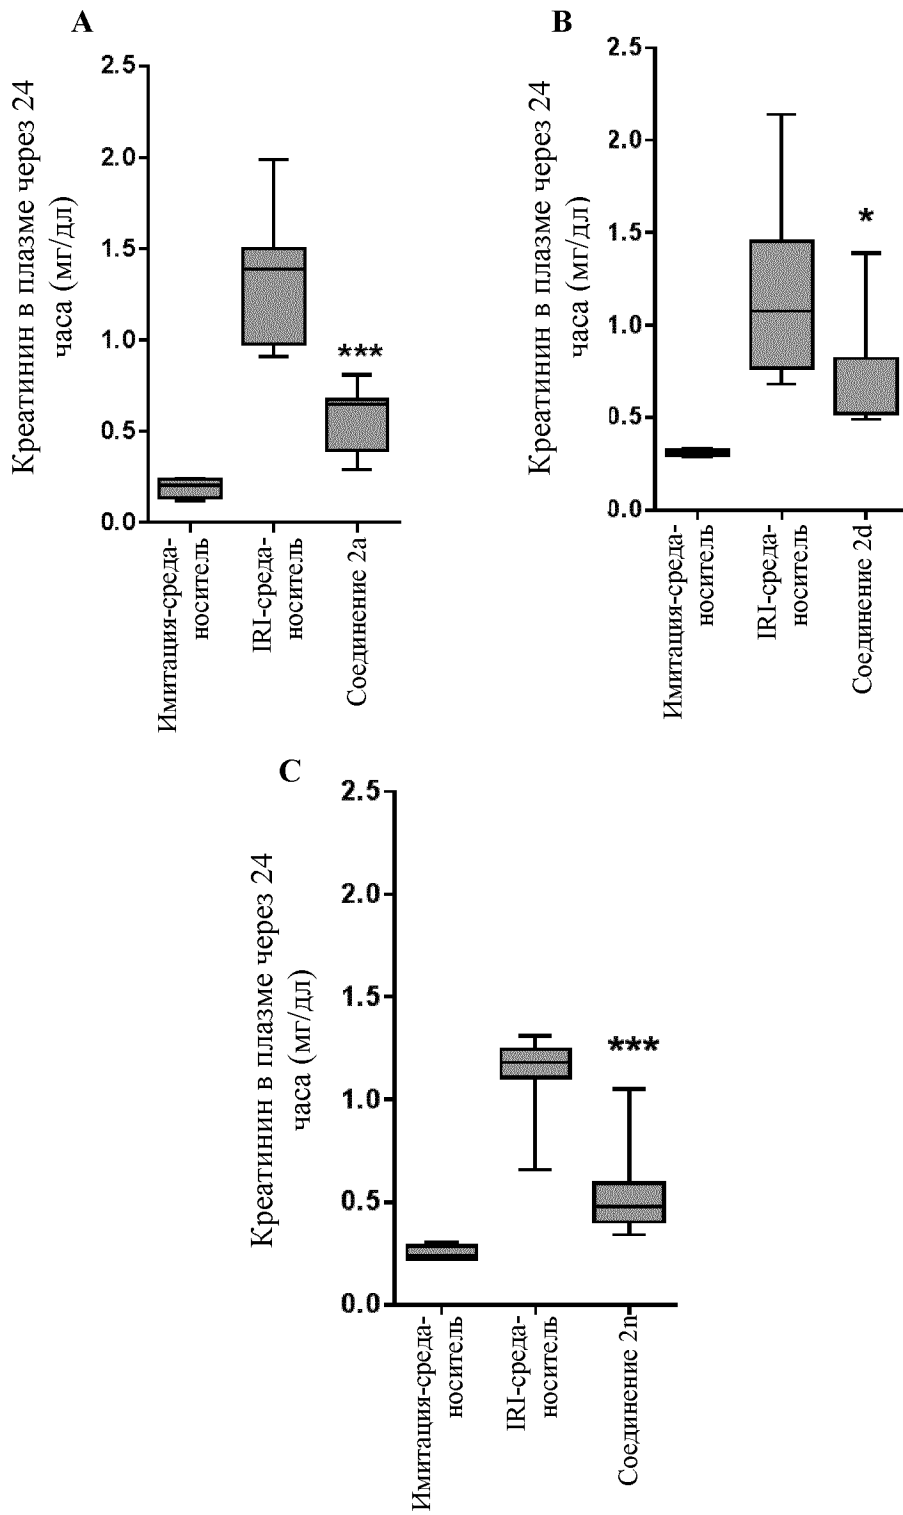 A
Креатинин в плазме через 24
часа (мг/дл)
2.5
2.0
1.5
1.0
0.5
0.0
***
Имитация-среда-
носитель
IRI-среда-
носитель
Соединение 2a
B
Креатинин в плазме через 24
часа (мг/дл)
2.5
2.0
1.5
1.0
0.5
0.0
*
Имитация-среда-
носитель
IRI-среда-
носитель
Соединение 2d
C
Креатинин в плазме через 24
часа (мг/дл)
2.5
2.0
1.5
1.0
0.5
0.0
***
Имитация-среда-
носитель
IRI-среда-
носитель
Соединение 2n